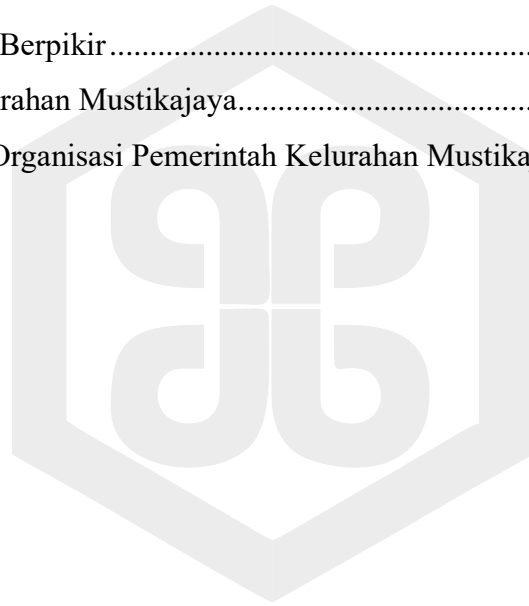 Berpikir.......................................................
rahan Mustikajaya.....................................
Organisasi Pemerintah Kelurahan Mustika